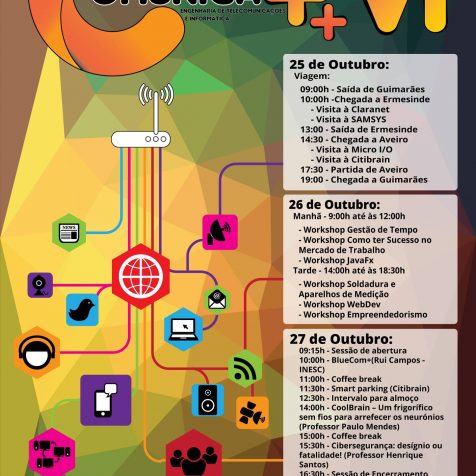 ENGENHARIA DE TELECOMUNICAÇÕES
E INFORMÁTICA
25 de Outubro:
Viagem:
09:00h - Saída de Guimarães
10:00h -Chegada a Ermesinde
- Visita à Claranet
- Visita à SAMSYS
13:00 - Saída de Ermesinde
14:30 - Chegada a Aveiro
- Visita à Micro I/O
- Visita à Citibrain
17:30 - Partida de Aveiro
19:00 - Chegada a Guimarães
26 de Outubro:
Manhã - 9:00h até às 12:00h
- Workshop Gestão de Tempo
- Workshop Como ter Sucesso no
Mercado de Trabalho
- Workshop JavaFx
Tarde - 14:00h até às 18:30h
- Workshop Soldadura e
Aparelhos de Medição
- Workshop WebDev
- Workshop Empreendedorismo
NEWS
27 de Outubro:
09:15h - Sessão de abertura
10:00h - BlueCom+(Rui Campos -
INESC)
11:00h - Coffee break
11:30h - Smart parking (Citibrain)
12:30h - Intervalo para almoço
14:00h - CoolBrain – Um frigorífico
sem fios para arrefecer os neurónios
(Professor Paulo Mendes)
15:00h - Coffee break
15:30h - Cibersegurança: desígnio ou
fatalidade! (Professor Henrique
Santos)
16:30h - Sessão de Encerramento